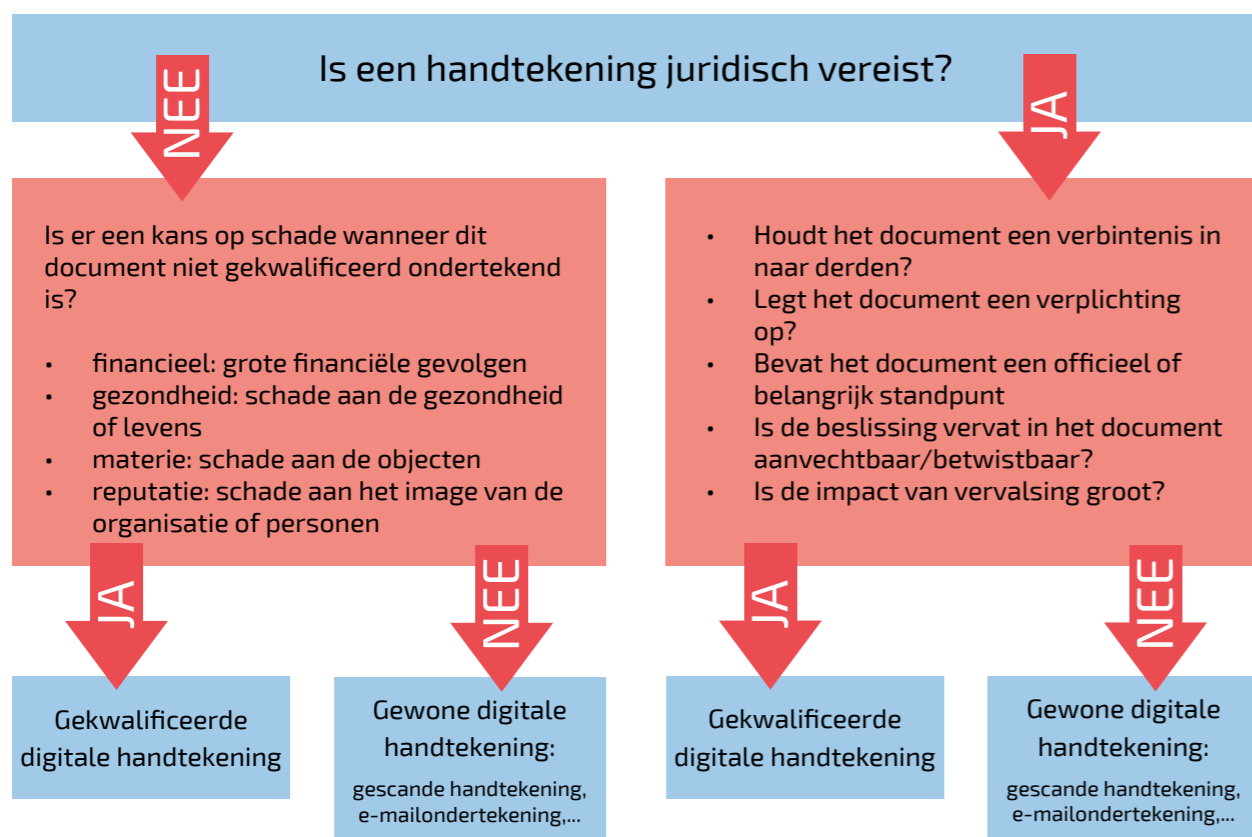 Is een handtekening juridisch vereist?
NEE
JA
Is er een kans op schade wanneer dit
document niet gekwalificeerd ondertekend
is?
• financieel: grote financiële gevolgen
• gezondheid: schade aan de gezondheid
of levens
• materie: schade aan de objecten
• reputatie: schade aan het image van de
organisatie of personen
• Houdt het document een verbintenis in
naar derden?
• Legt het document een verplichting
op?
• Bevat het document een officieel of
belangrijk standpunt
• Is de beslissing vervat in het document
aanvechtbaar/betwistbaar?
• Is de impact van vervalsing groot?
JA
NEE
JA
NEE
Gekwalificeerde
digitale handtekening
Gewone digitale
handtekening:
gescande handtekening,
e-mailondertekening,...
Gekwalificeerde
digitale handtekening
Gewone digitale
handtekening:
gescande handtekening,
e-mailondertekening,...